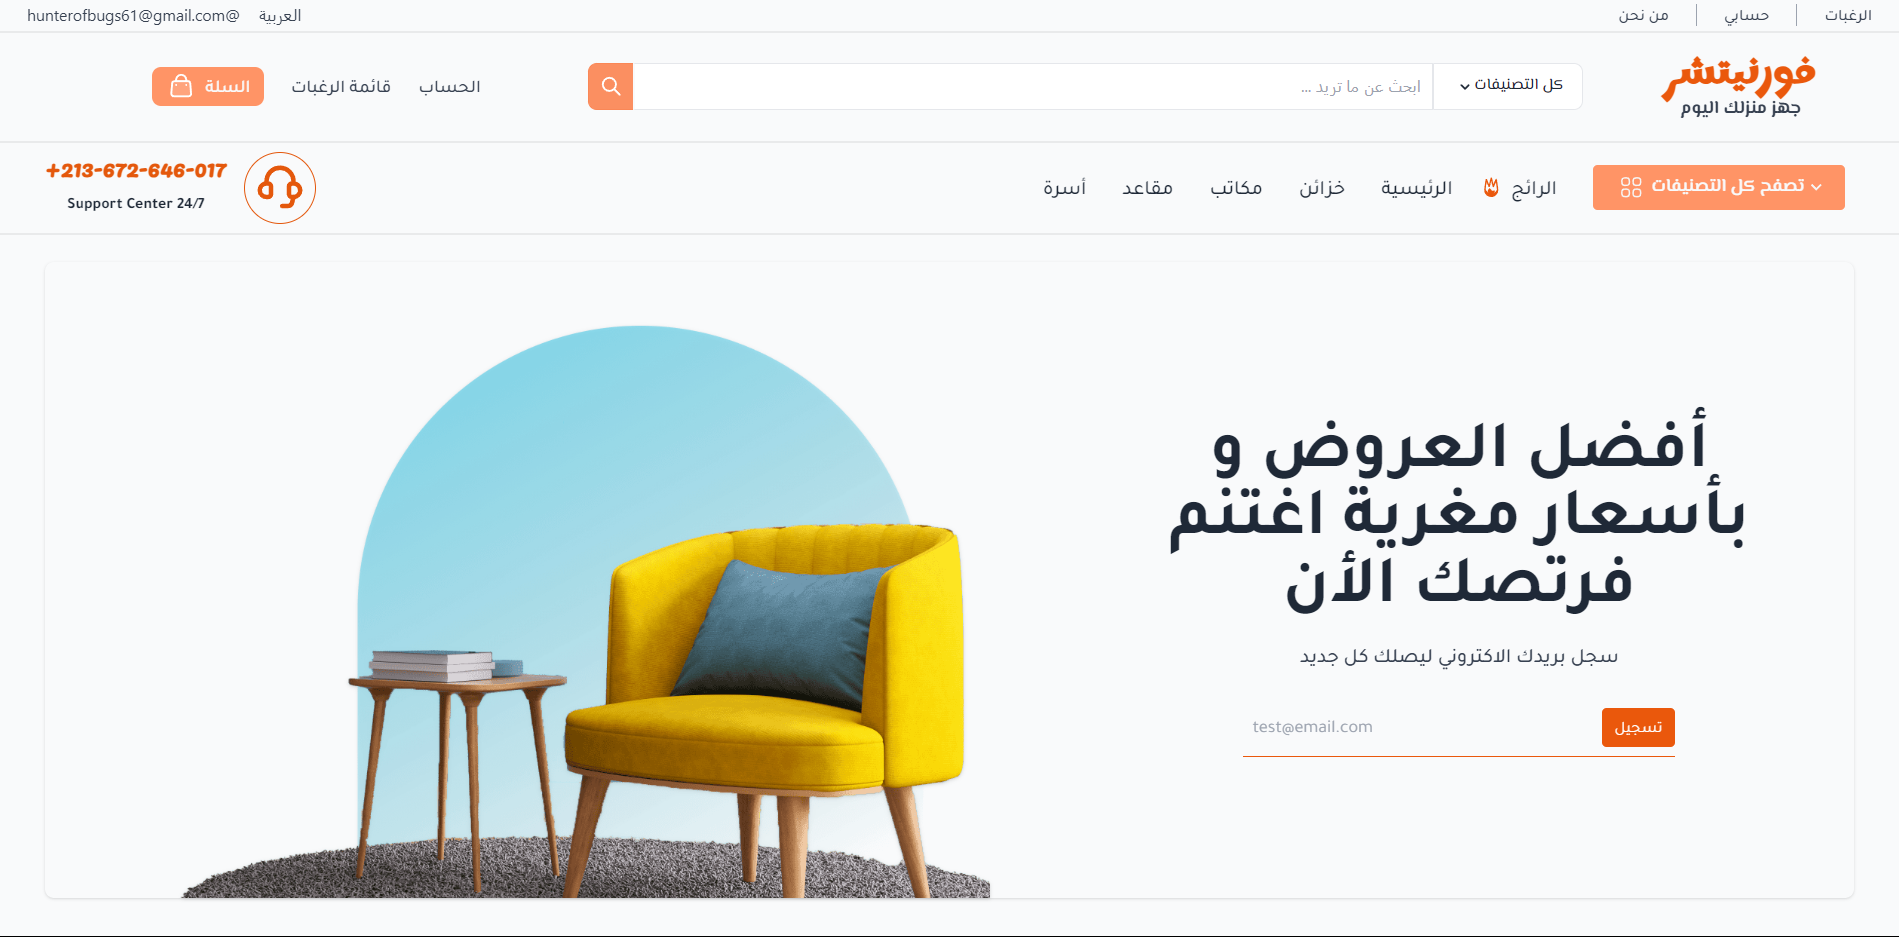 الرغبات
حسابي
من نحن
العربية
hunterofbugs61@gmail.com@
فورنيتشر
جهز منزلك اليوم
كل التصنيفات
ابحث عن ما تريد ...
الحساب
قائمة الرغبات
السلة
تصفح كل التصنيفات
الرائج
الرئيسية
خزائن
مكاتب
مقاعد
أسرة
+213-672-646-017
Support Center 24/7
أفضل العروض و
بأسعار مغرية اغتنم
فرتصك الأن
سجل بريدك الاكتروني ليصلك كل جديد
تسجيل
test@email.com